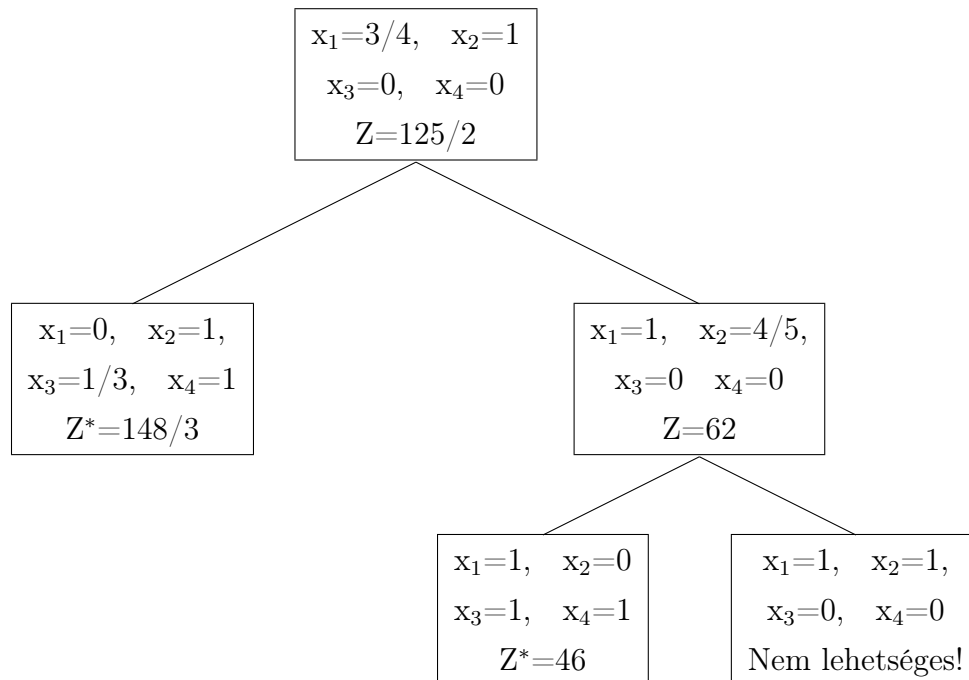 x₁=3/4, x₂=1
x₃=0, x₄=0
Z=125/2
x₁=0, x₂=1,
x₃=1/3, x₄=1
Z*=148/3
x₁=1, x₂=4/5,
x₃=0 x₄=0
Z=62
x₁=1, x₂=0
x₃=1, x₄=1
Z*=46
x₁=1, x₂=1,
x₃=0, x₄=0
Nem lehetséges!